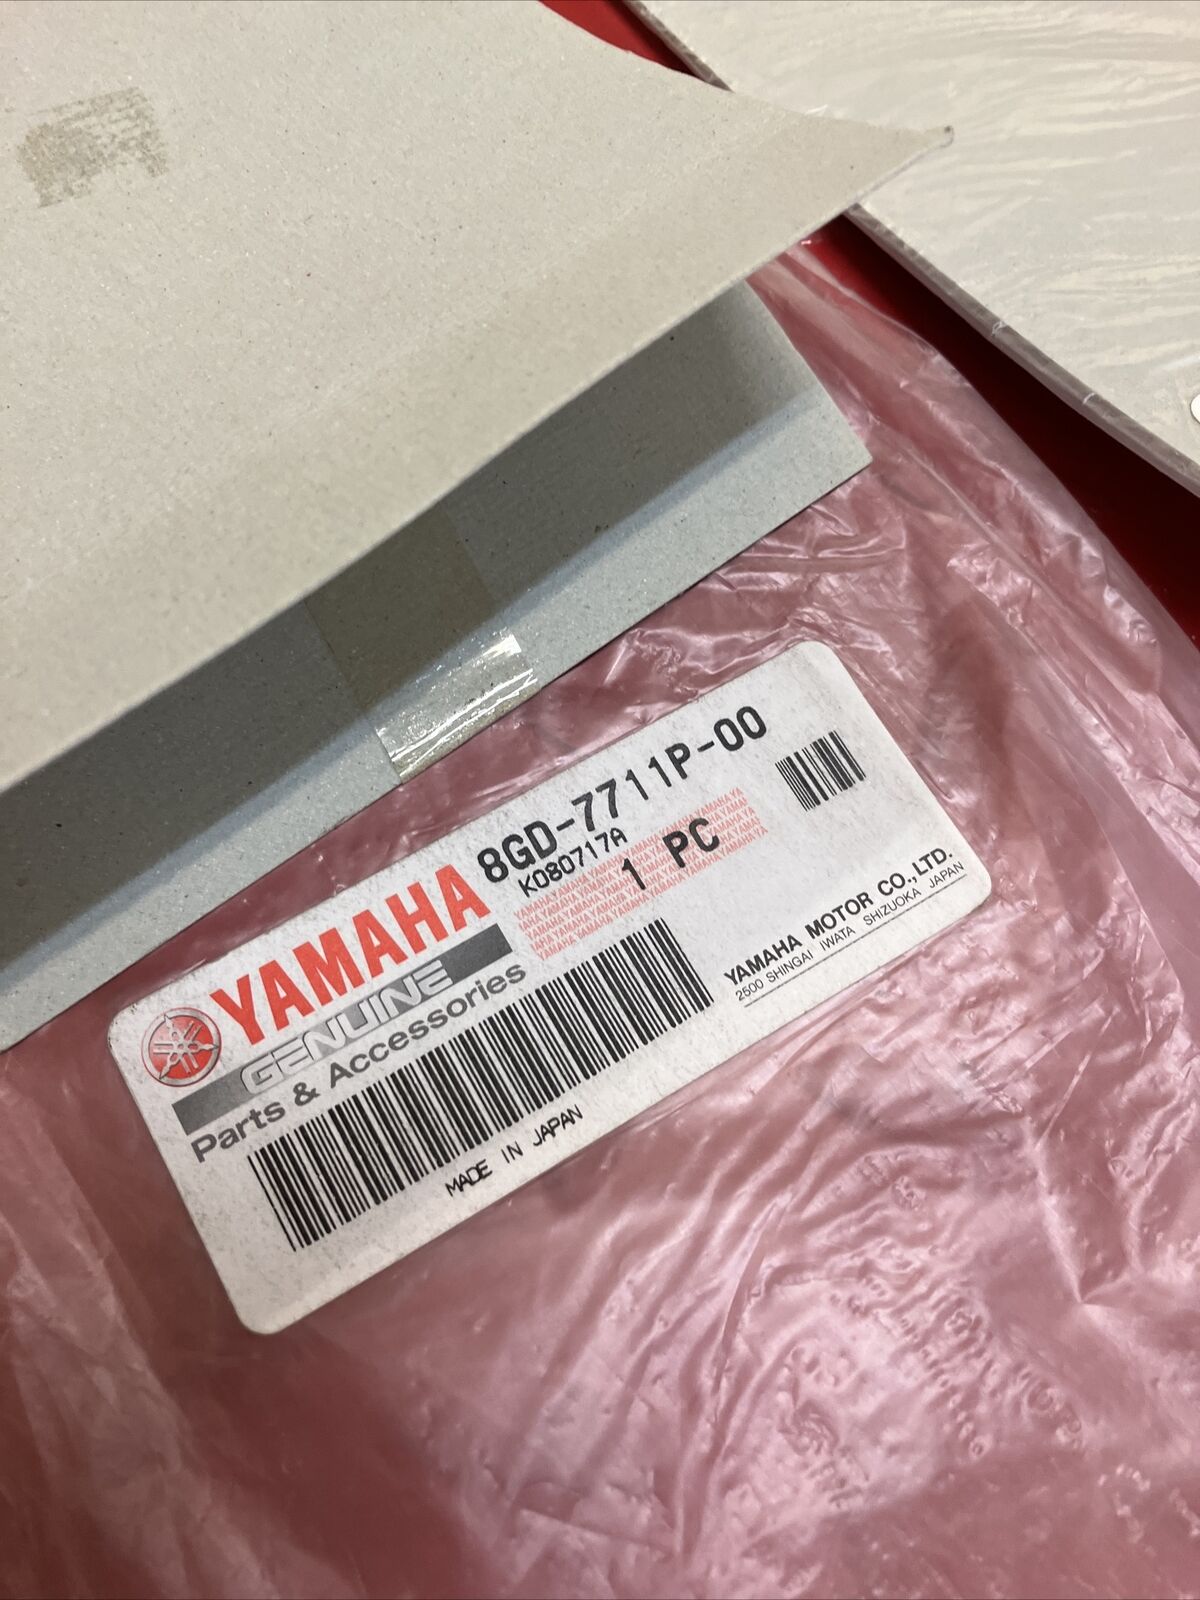 8GD-7711P-00
K080717A
1 PC
YAMAHA
GENUINE
Parts & Accessories
YAMAHA MOTOR CO.,LTD.
2500 SHINGAI IWATA SHIZUOKA JAPAN
MADE IN JAPAN